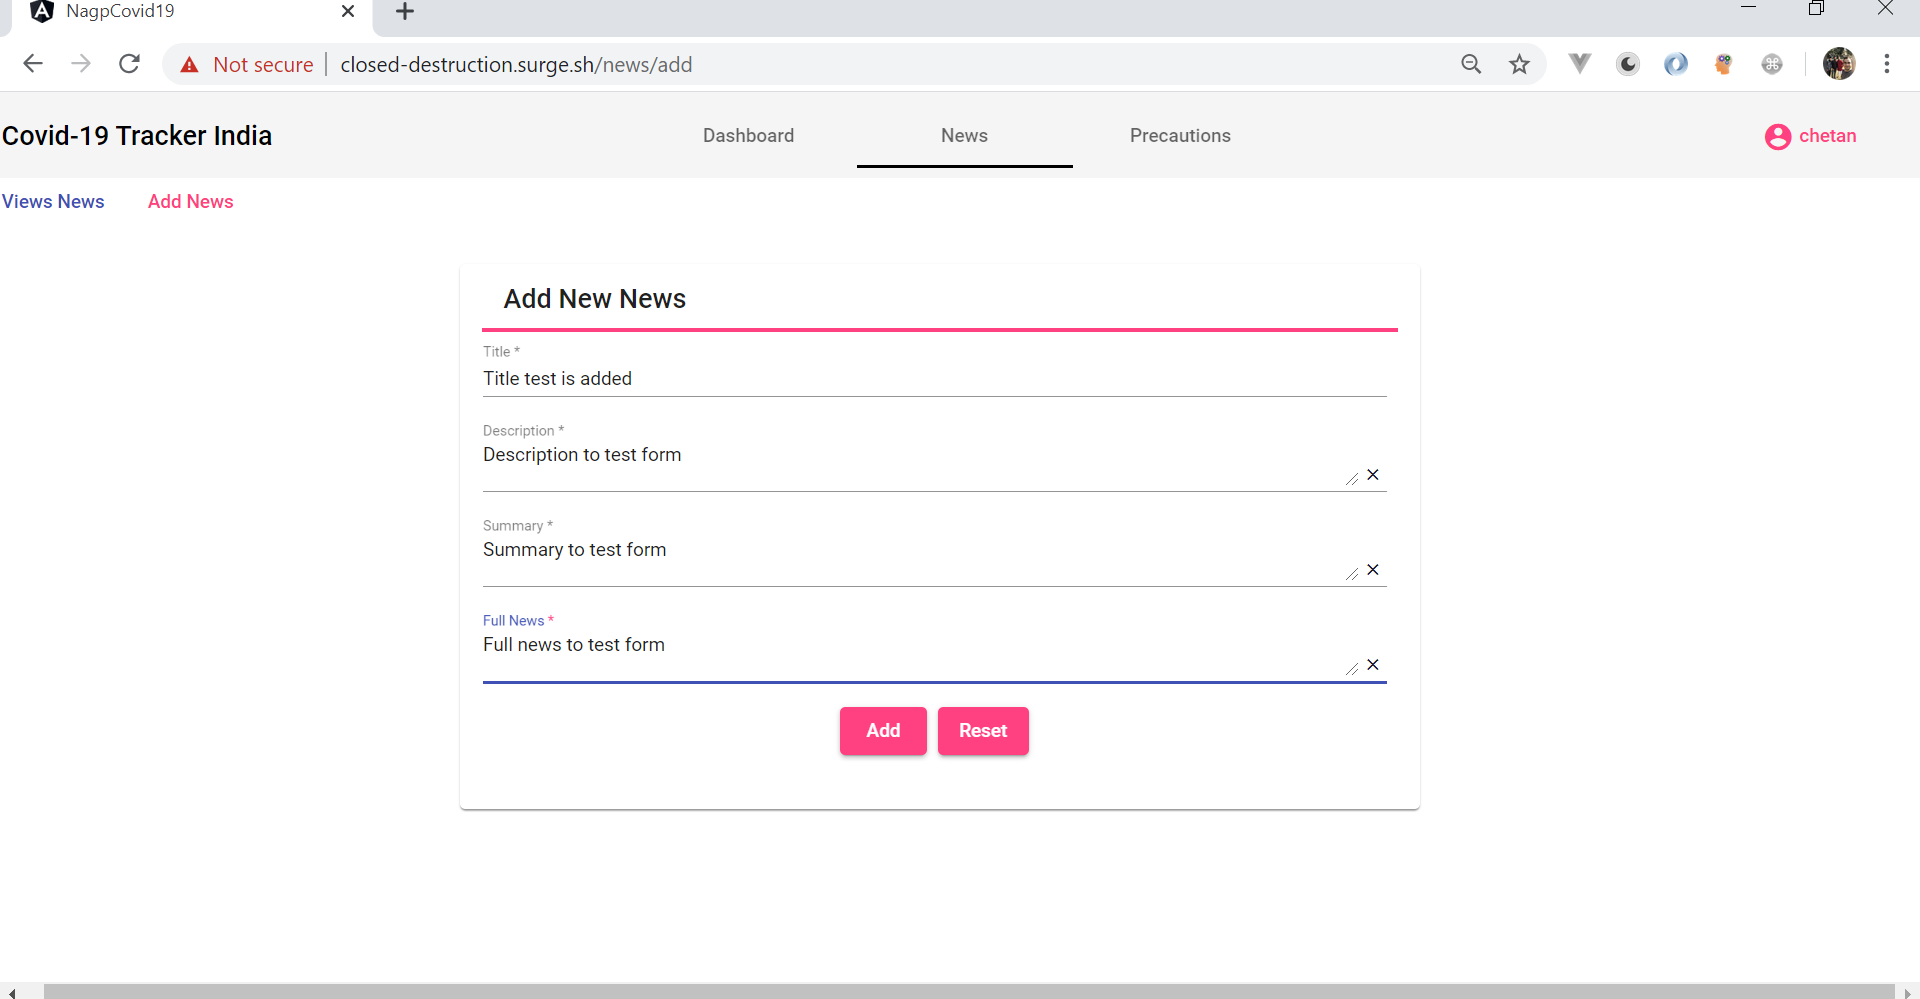 NagpCovid19
Not secure closed-destruction.surge.sh/news/add
Covid-19 Tracker India Dashboard News Precautions chetan
Views News Add News
Add New News
Title *
Title test is added
Description *
Description to test form
Summary *
Summary to test form
Full News *
Full news to test form
Add Reset